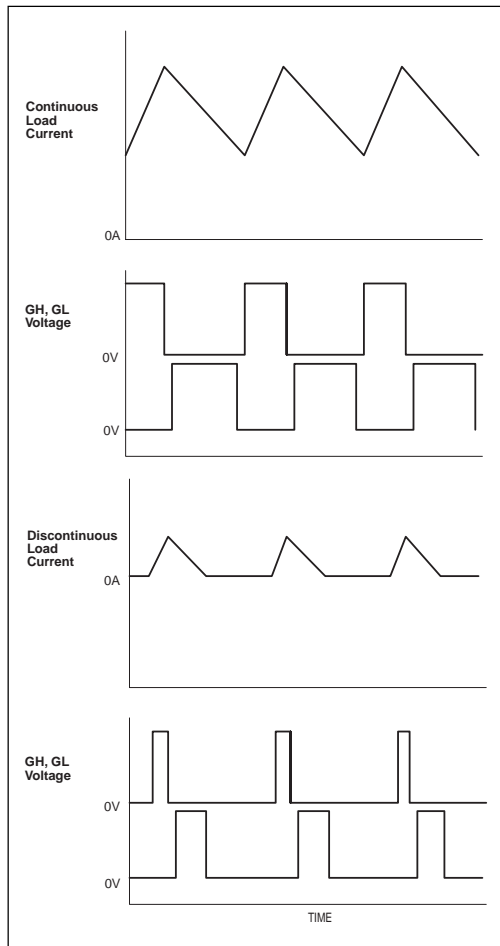 Continuous
Load
Current
0A
GH, GL
Voltage
0V
0V
Discontinuous
Load
Current
0A
GH, GL
Voltage
0V
0V
TIME